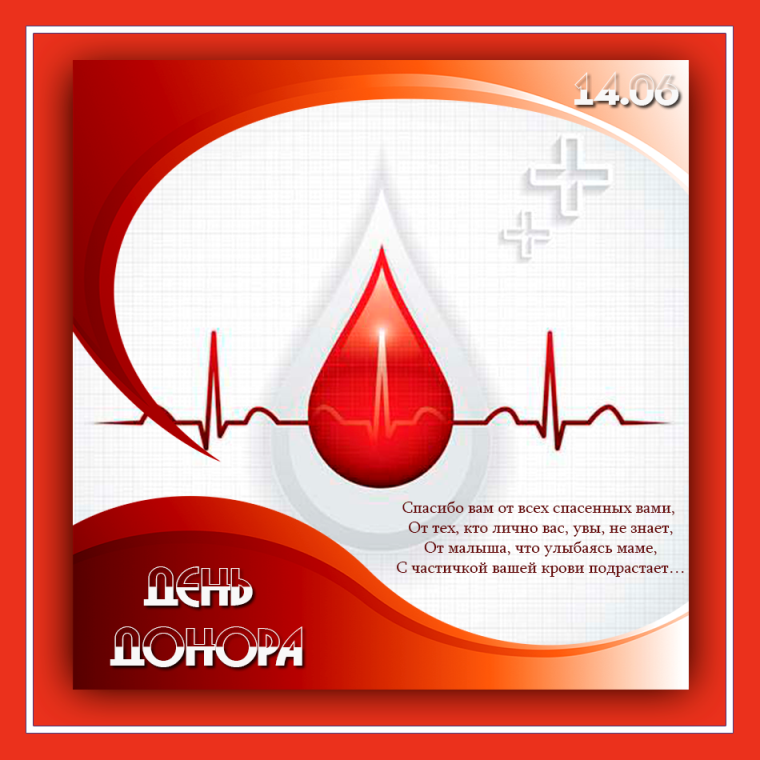 14.06
Спасибо вам от всех спасенных вами,
От тех, кто лично вас, увы, не знает,
От малыша, что улыбаясь маме,
С частичкой вашей крови подрастает...
ДЕНЬ
ДОНОРА